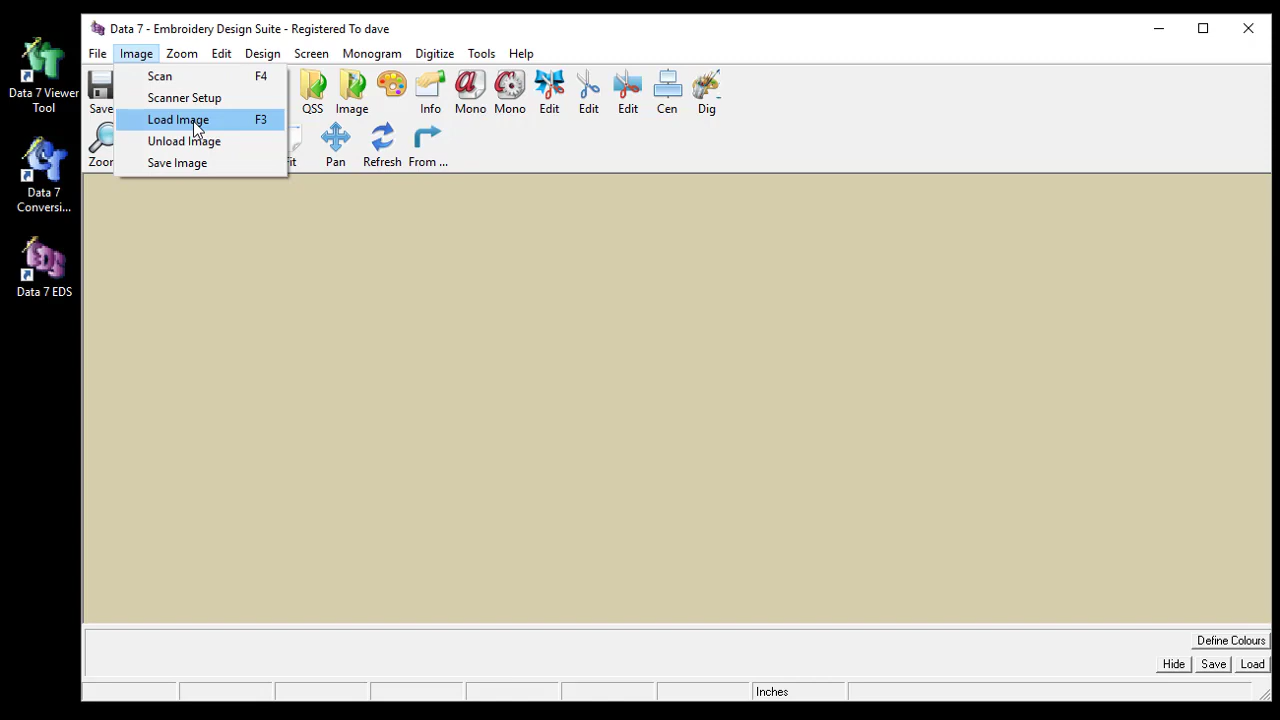 Data 7 - Embroidery Design Suite - Registered To dave
File Image Zoom Edit Design Screen Monogram Digitize Tools Help
Scan F4
Scanner Setup
Load Image F3
Unload Image
Save Image
Save QSS Image Info Mono Mono Edit Edit Edit Cen Dig
Zoom Fit Pan Refresh From ...
Data 7 Viewer
Tool
Data 7
Conversi...
Data 7 EDS
Define Colours
Hide Save Load
Inches